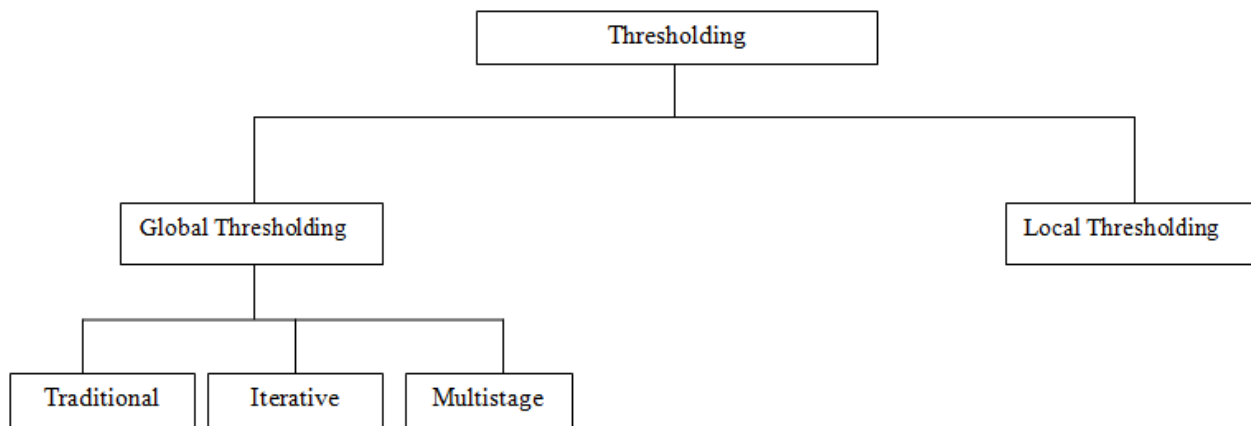 Thresholding
Global Thresholding
Local Thresholding
Traditional
Iterative
Multistage